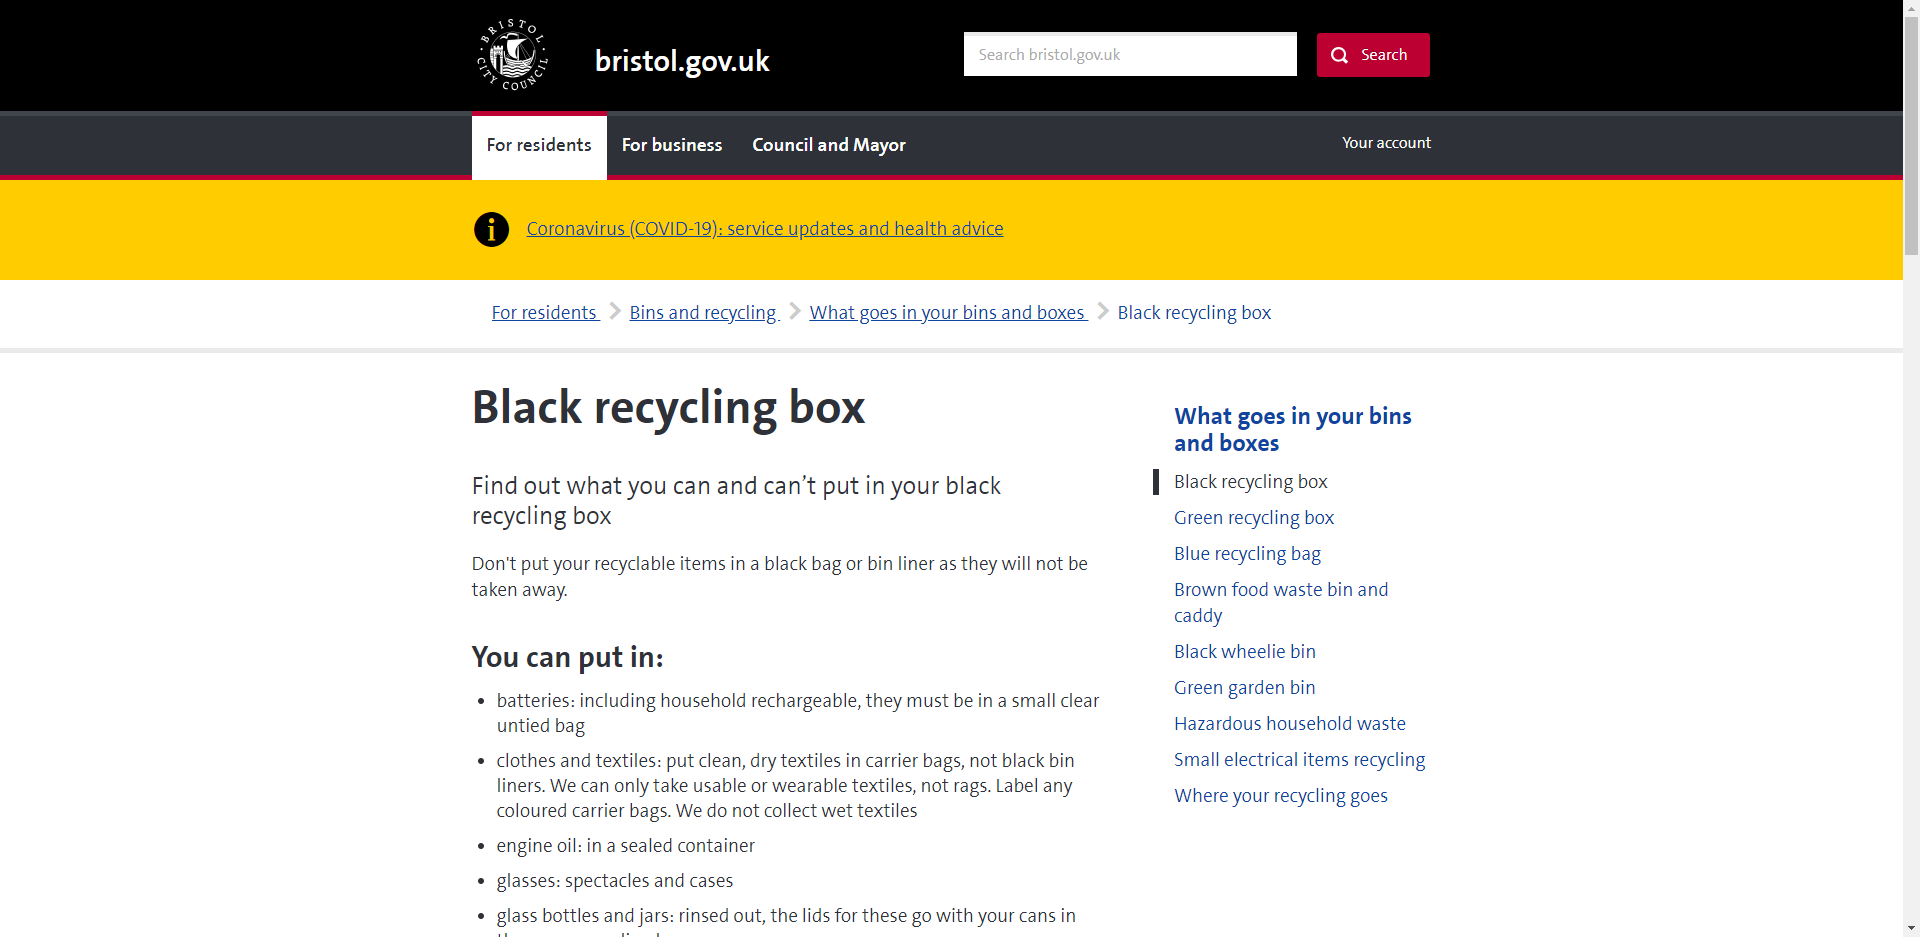 BRISTOL
CITY COUNCIL
bristol.gov.uk
Search bristol.gov.uk
Search
For residents
For business
Council and Mayor
Your account
Coronavirus (COVID-19): service updates and health advice
For residents
Bins and recycling
What goes in your bins and boxes
Black recycling box
Black recycling box
Find out what you can and can’t put in your black
recycling box
Don't put your recyclable items in a black bag or bin liner as they will not be
taken away.
You can put in:
• batteries: including household rechargeable, they must be in a small clear
untied bag
• clothes and textiles: put clean, dry textiles in carrier bags, not black bin
liners. We can only take usable or wearable textiles, not rags. Label any
coloured carrier bags. We do not collect wet textiles
• engine oil: in a sealed container
• glasses: spectacles and cases
• glass bottles and jars: rinsed out, the lids for these go with your cans in
What goes in your bins
and boxes
Black recycling box
Green recycling box
Blue recycling bag
Brown food waste bin and
caddy
Black wheelie bin
Green garden bin
Hazardous household waste
Small electrical items recycling
Where your recycling goes